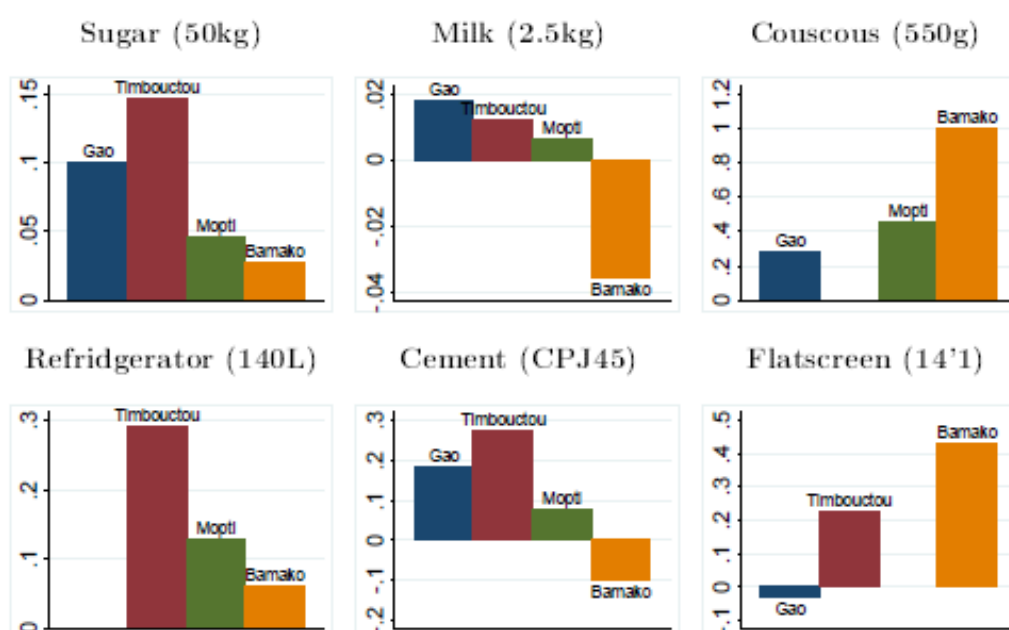 Sugar (50kg)
Milk (2.5kg)
Couscous (550g)
0 .05 .1 .15
Gao
Timbouctou
Mopti
Bamako
-.04 -.02 0 .02
Gao
Timbouctou
Mopti
Bamako
0 .2 .4 .6 .8 1 1.2
Gao
Mopti
Bamako
Refridgerator (140L)
Cement (CPJ45)
Flatscreen (14'1)
0 .1 .2 .3
Timbouctou
Mopti
Bamako
-.2 -.1 0 .1 .2 .3
Gao
Timbouctou
Mopti
Bamako
-.1 0 .1 .2 .3 .4 .5
Gao
Timbouctou
Bamako